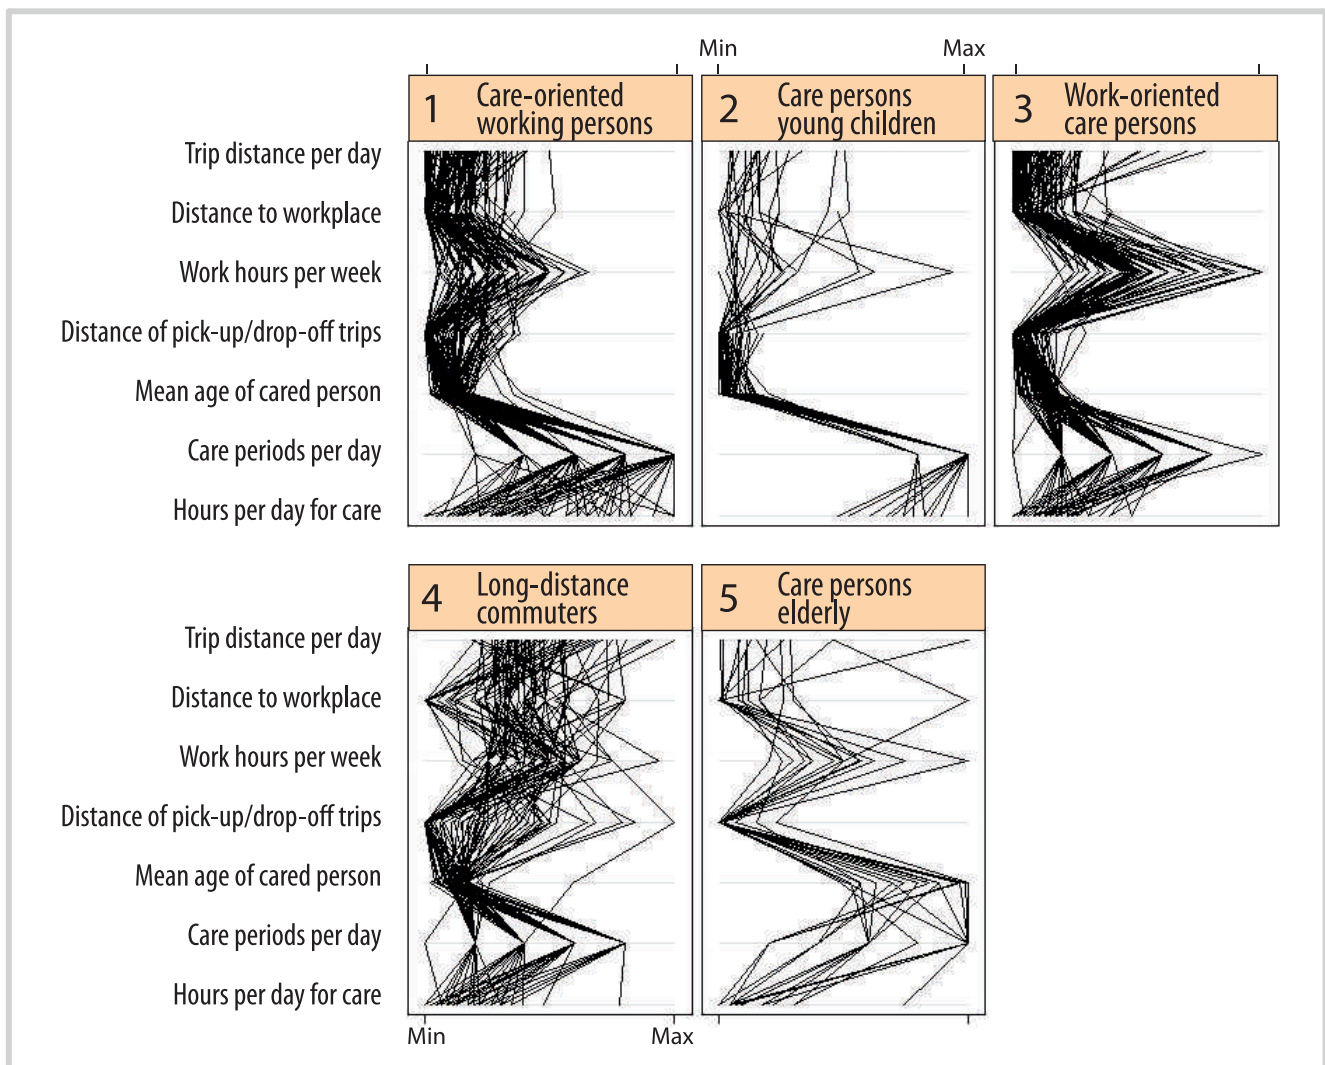 Min Max
1 Care-oriented
working persons
2 Care persons
young children
3 Work-oriented
care persons
Trip distance per day
Distance to workplace
Work hours per week
Distance of pick-up/drop-off trips
Mean age of cared person
Care periods per day
Hours per day for care
4 Long-distance
commuters
5 Care persons
elderly
Trip distance per day
Distance to workplace
Work hours per week
Distance of pick-up/drop-off trips
Mean age of cared person
Care periods per day
Hours per day for care
Min Max